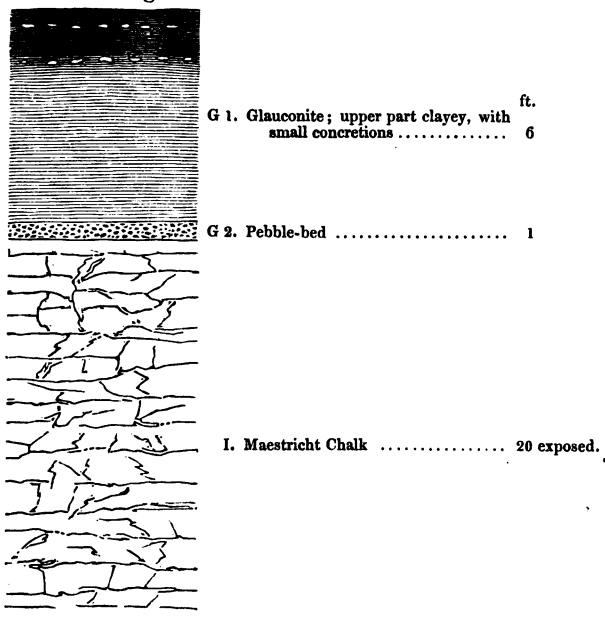 ft.
G 1. Glauconite; upper part clayey, with
small concretions .............. 6
G 2. Pebble-bed ...................... 1
I. Maestricht Chalk ................ 20 exposed.